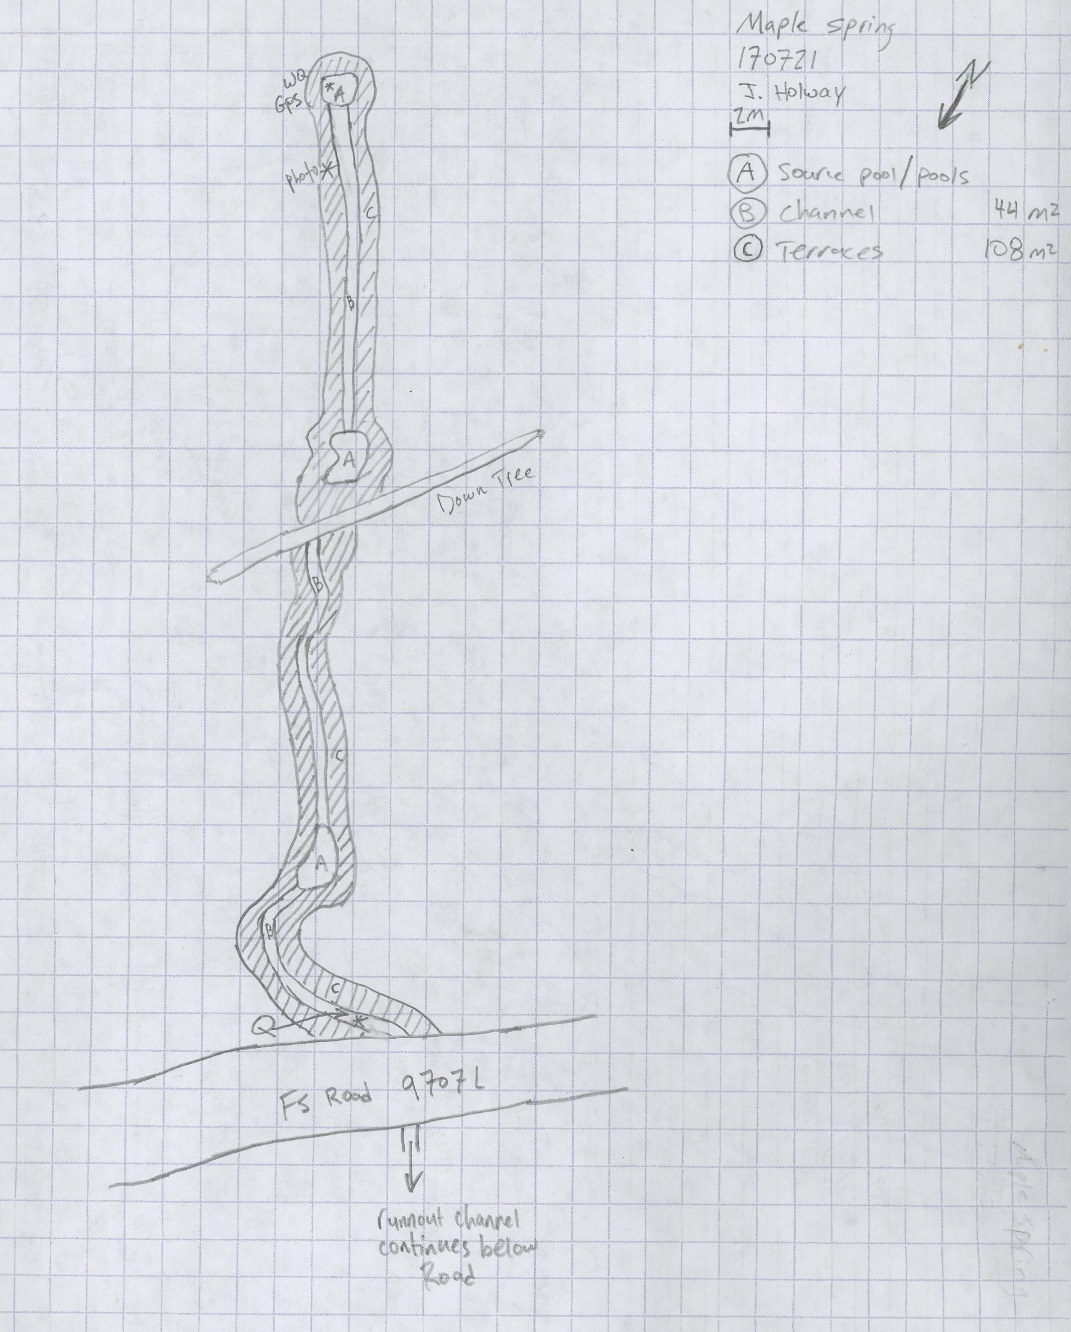 Maple spring
170721
J. Holway
2m
N
A Source pool/pools
B Channel 44 m²
C Terraces 108 m²
WQ
Gps
*A
photo
C
B
A
Down Tree
B
C
A
B
C
Q
FS Road 9707L
runnout channel
continues below
Road